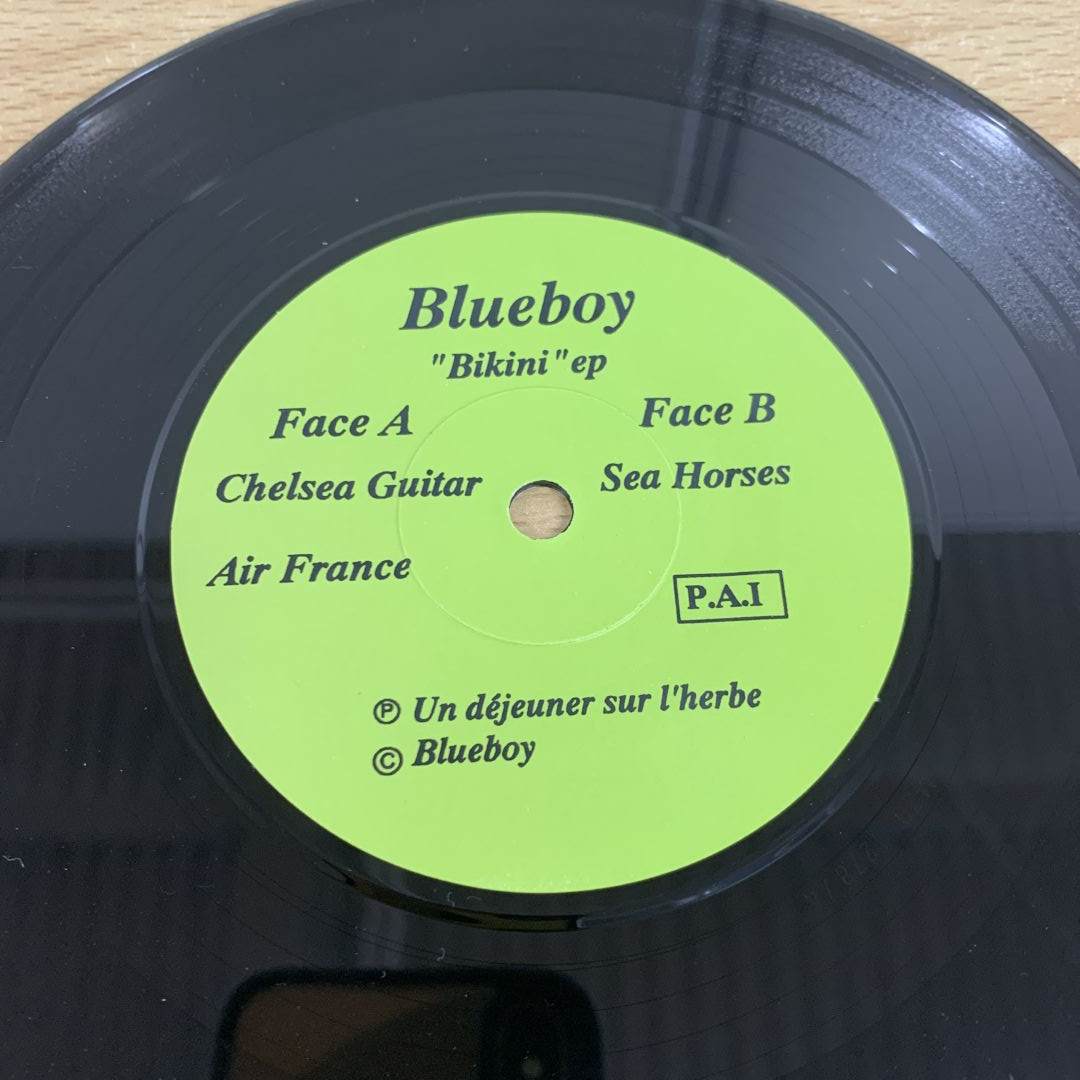 Blueboy
"Bikini" ep
Face A
Chelsea Guitar
Air France
Face B
Sea Horses
P.A.I
℗ Un déjeuner sur l'herbe
© Blueboy